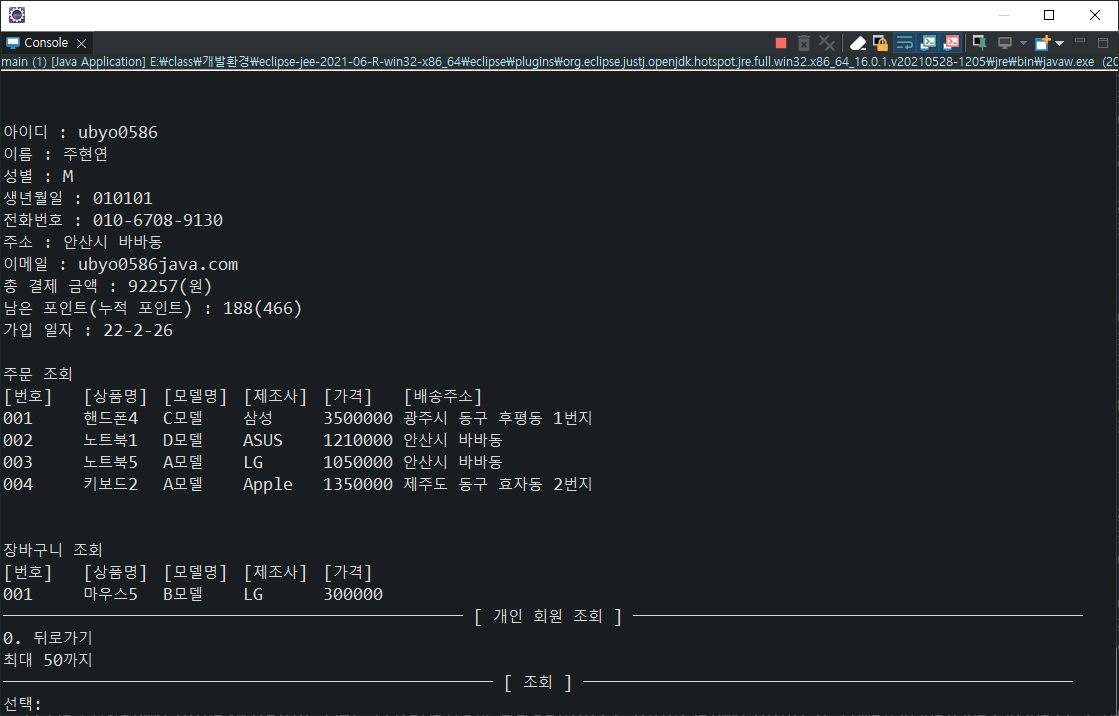 Console
main (1) [Java Application] E:₩class₩개발환경₩eclipse-jee-2021-06-R-win32-x86_64₩eclipse₩plugins₩org.eclipse.justj.openjdk.hotspot.jre.full.win32.x86_64_16.0.1.v20210528-1205₩jre₩bin₩javaw.exe (20
아이디 : ubyo0586
이름 : 주현연
성별 : M
생년월일 : 010101
전화번호 : 010-6708-9130
주소 : 안산시 바바동
이메일 : ubyo0586java.com
총 결제 금액 : 92257(원)
남은 포인트(누적 포인트) : 188(466)
가입 일자 : 22-2-26
주문 조회
[번호] [상품명] [모델명] [제조사] [가격] [배송주소]
001 핸드폰4 C모델 삼성 3500000 광주시 동구 후평동 1번지
002 노트북1 D모델 ASUS 1210000 안산시 바바동
003 노트북5 A모델 LG 1050000 안산시 바바동
004 키보드2 A모델 Apple 1350000 제주도 동구 효자동 2번지
장바구니 조회
[번호] [상품명] [모델명] [제조사] [가격]
001 마우스5 B모델 LG 300000
[ 개인 회원 조회 ]
0. 뒤로가기
최대 50까지
[ 조회 ]
선택: